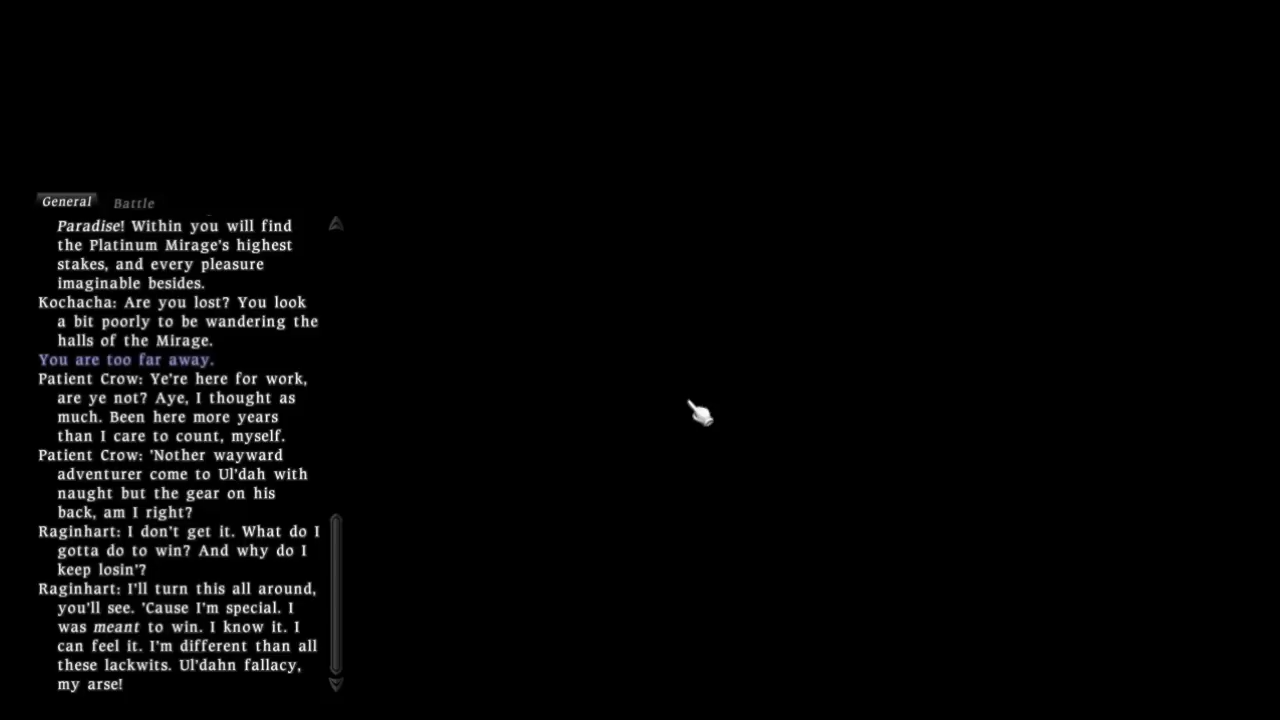 General Battle
Paradise! Within you will find
the Platinum Mirage's highest
stakes, and every pleasure
imaginable besides.
Kochacha: Are you lost? You look
a bit poorly to be wandering the
halls of the Mirage.
You are too far away.
Patient Crow: Ye're here for work,
are ye not? Aye, I thought as
much. Been here more years
than I care to count, myself.
Patient Crow: 'Nother wayward
adventurer come to Ul'dah with
naught but the gear on his
back, am I right?
Raginhart: I don't get it. What do I
gotta do to win? And why do I
keep losin'?
Raginhart: I'll turn this all around,
you'll see. 'Cause I'm special. I
was meant to win. I know it. I
can feel it. I'm different than all
these lackwits. Ul'dahn fallacy,
my arse!